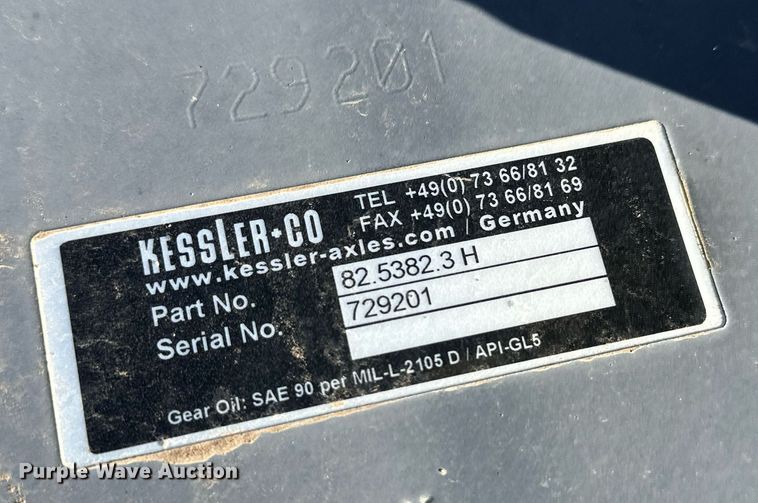 729201
KESSLER+CO
TEL +49(0) 73 66/81 32
FAX +49(0) 73 66/81 69
www.kessler-axles.com / Germany
Part No. 82.5382.3 H
Serial No. 729201
Gear Oil: SAE 90 per MIL-L-2105 D / API-GL5
Purple Wave Auction